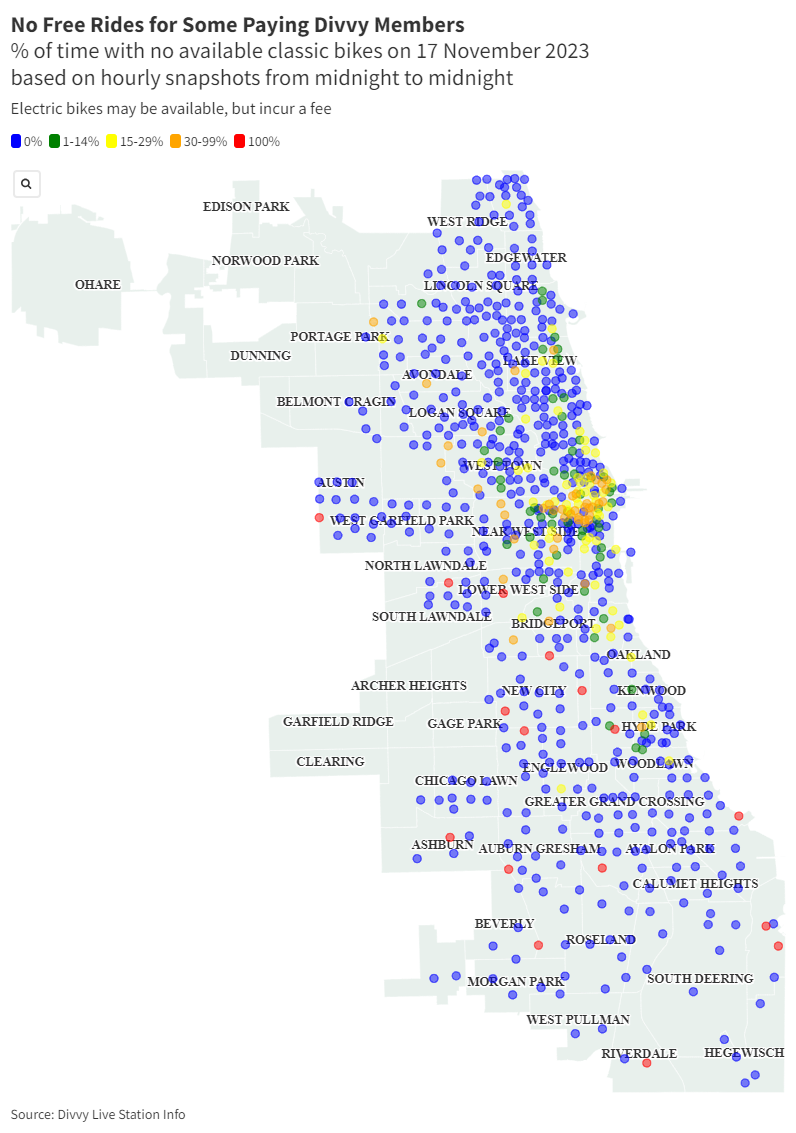 No Free Rides for Some Paying Divvy Members
% of time with no available classic bikes on 17 November 2023
based on hourly snapshots from midnight to midnight
Electric bikes may be available, but incur a fee
0% 1-14% 15-29% 30-99% 100%
EDISON PARK
WEST RIDGE
NORWOOD PARK
EDGEWATER
OHARE
LINCOLN SQUARE
PORTAGE PARK
DUNNING
LAKE VIEW
AVONDALE
BELMONT CRAGIN
LOGAN SQUARE
WEST TOWN
AUSTIN
WEST GARFIELD PARK
NEAR WEST SIDE
NORTH LAWNDALE
LOWER WEST SIDE
SOUTH LAWNDALE
BRIDGEPORT
OAKLAND
ARCHER HEIGHTS
NEW CITY
KENWOOD
GARFIELD RIDGE
GAGE PARK
HYDE PARK
CLEARING
ENGLEWOOD
WOODLAWN
CHICAGO LAWN
GREATER GRAND CROSSING
ASHBURN
AUBURN GRESHAM
AVALON PARK
CALUMET HEIGHTS
BEVERLY
ROSELAND
MORGAN PARK
SOUTH DEERING
WEST PULLMAN
RIVERDALE
HEGEWISCH
Source: Divvy Live Station Info